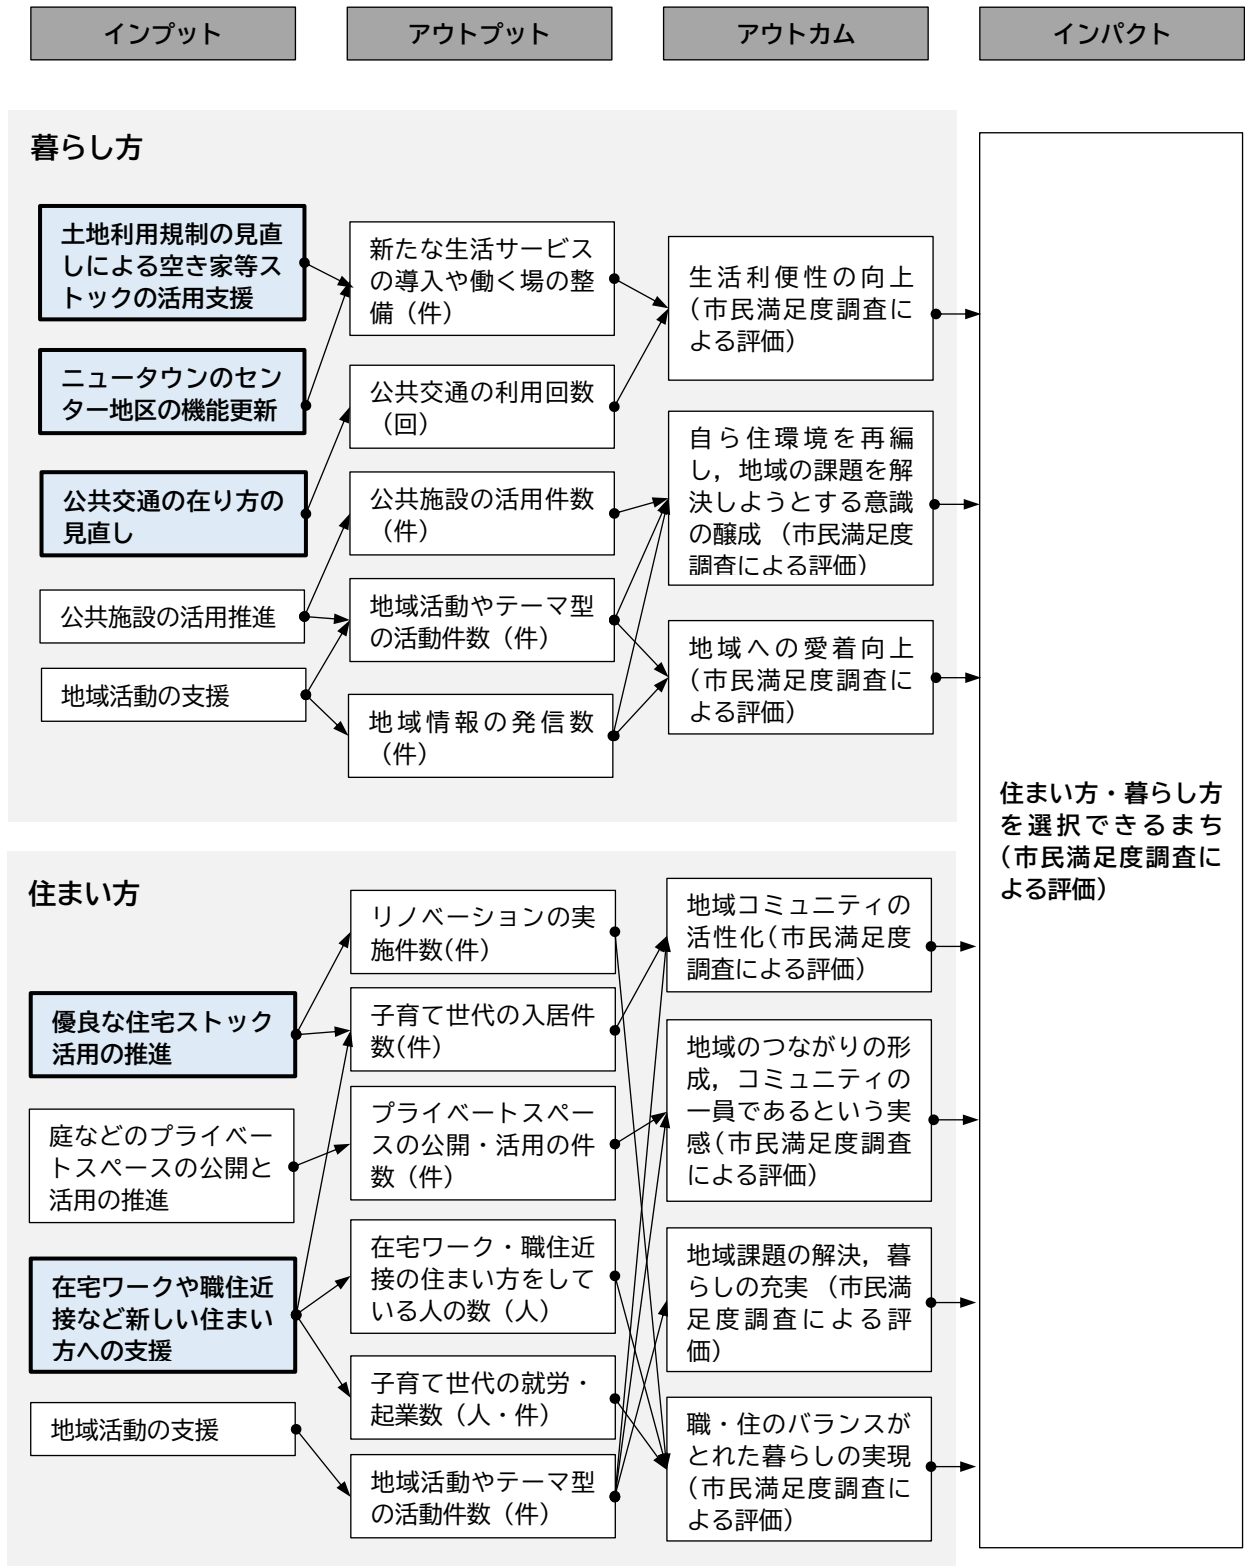 インプット
アウトプット
アウトカム
インパクト
暮らし方
土地利用規制の見直
しによる空き家等ス
トックの活用支援
ニュータウンのセン
ター地区の機能更新
公共交通の在り方の
見直し
公共施設の活用推進
地域活動の支援
新たな生活サービス
の導入や働く場の整
備（件）
公共交通の利用回数
（回）
公共施設の活用件数
（件）
地域活動やテーマ型
の活動件数（件）
地域情報の発信数
（件）
生活利便性の向上
（市民満足度調査に
よる評価）
自ら住環境を再編
し，地域の課題を解
決しようとする意識
の醸成（市民満足度
調査による評価）
地域への愛着向上
（市民満足度調査に
よる評価）
住まい方・暮らし方
を選択できるまち
（市民満足度調査に
よる評価）
住まい方
優良な住宅ストック
活用の推進
庭などのプライベー
トスペースの公開と
活用の推進
在宅ワークや職住近
接など新しい住まい
方への支援
地域活動の支援
リノベーションの実
施件数(件）
子育て世代の入居件
数(件）
プライベートスペー
スの公開・活用の件
数（件）
在宅ワーク・職住近
接の住まい方をして
いる人の数（人）
子育て世代の就労・
起業数（人・件）
地域活動やテーマ型
の活動件数（件）
地域コミュニティの
活性化（市民満足度
調査による評価）
地域のつながりの形
成，コミュニティの
一員であるという実
感（市民満足度調査
による評価）
地域課題の解決，暮
らしの充実（市民満
足度調査による評
価）
職・住のバランスが
とれた暮らしの実現
（市民満足度調査に
よる評価）